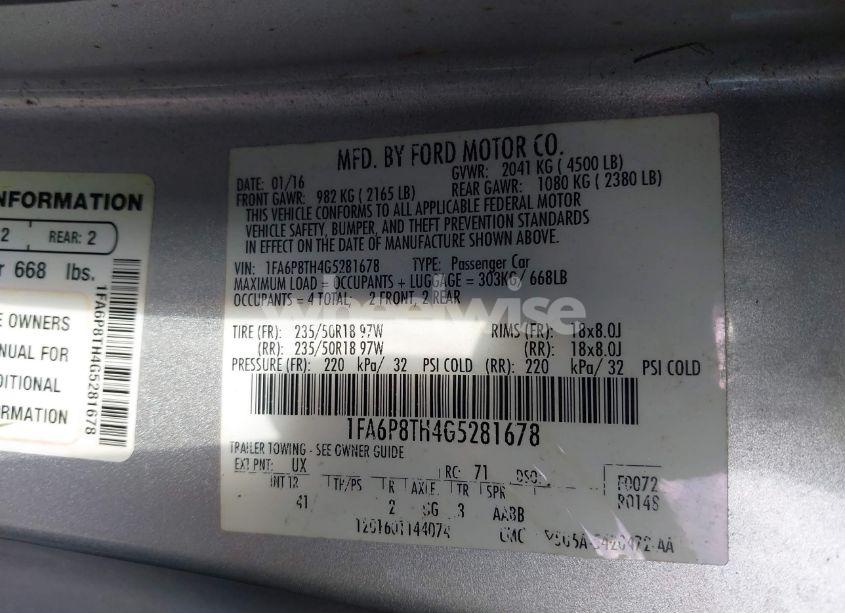 NFORMATION
2 REAR: 2
r 668 lbs.
E OWNERS
NUAL FOR
DITIONAL
ORMATION
1FA6P8TH4G5281678
MFD. BY FORD MOTOR CO.
DATE: 01/16 GVWR: 2041 KG ( 4500 LB)
FRONT GAWR: 982 KG ( 2165 LB) REAR GAWR: 1080 KG ( 2380 LB)
THIS VEHICLE CONFORMS TO ALL APPLICABLE FEDERAL MOTOR
VEHICLE SAFETY, BUMPER, AND THEFT PREVENTION STANDARDS
IN EFFECT ON THE DATE OF MANUFACTURE SHOWN ABOVE.
VIN: 1FA6P8TH4G5281678 TYPE: Passenger Car
MAXIMUM LOAD = OCCUPANTS + LUGGAGE = 303KG/ 668LB
OCCUPANTS = 4 TOTAL; 2 FRONT, 2 REAR
wheelwise
TIRE (FR): 235/50R18 97W RIMS (FR): 18x8.0J
(RR): 235/50R18 97W (RR): 18x8.0J
PRESSURE (FR): 220 kPa/ 32 PSI COLD (RR): 220 kPa/ 32 PSI COLD
1FA6P8TH4G5281678
TRAILER TOWING - SEE OWNER GUIDE
EXT PNT: UX RC: 71 DSO: F0072
INT TR TP/PS R AXLE TR SPR R0148
41 2 SG 3 AABB
1201601144074